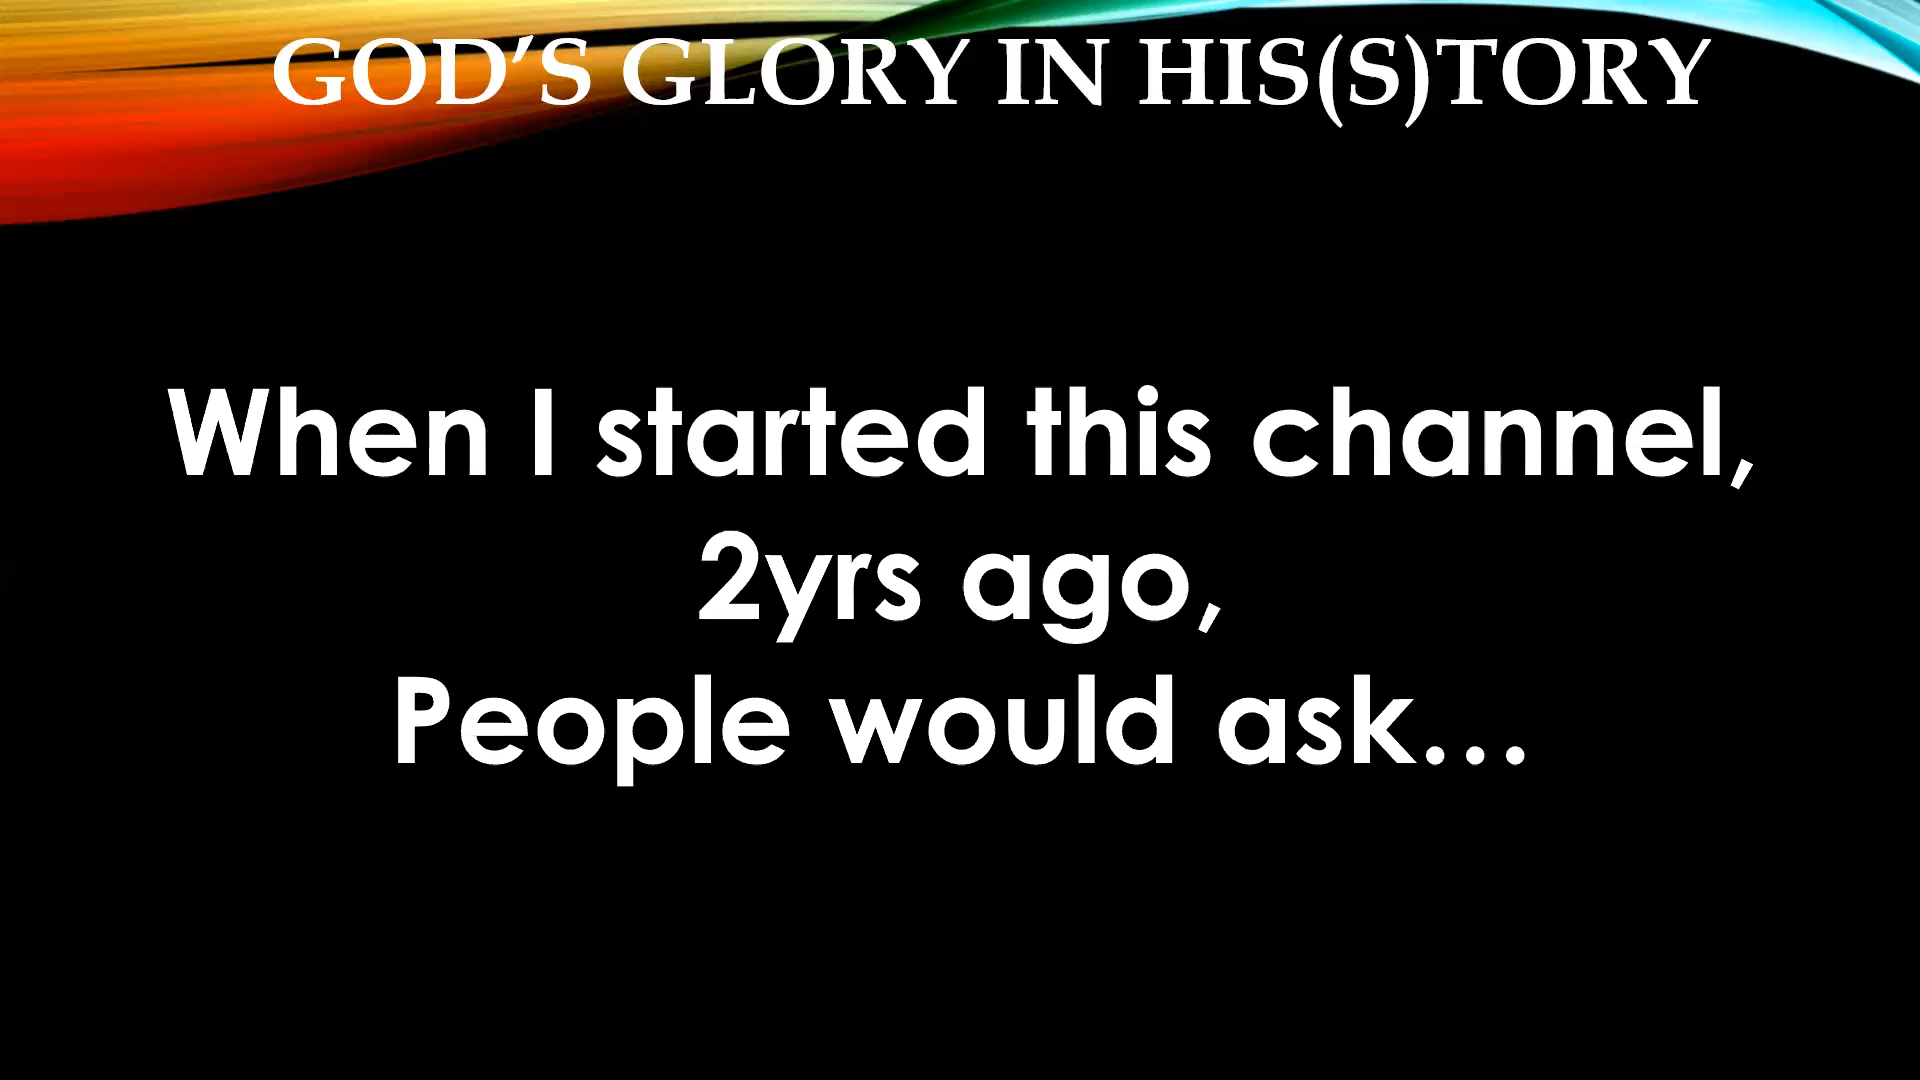 GOD’S GLORY IN HIS(S)TORY
When I started this channel,
2yrs ago,
People would ask…